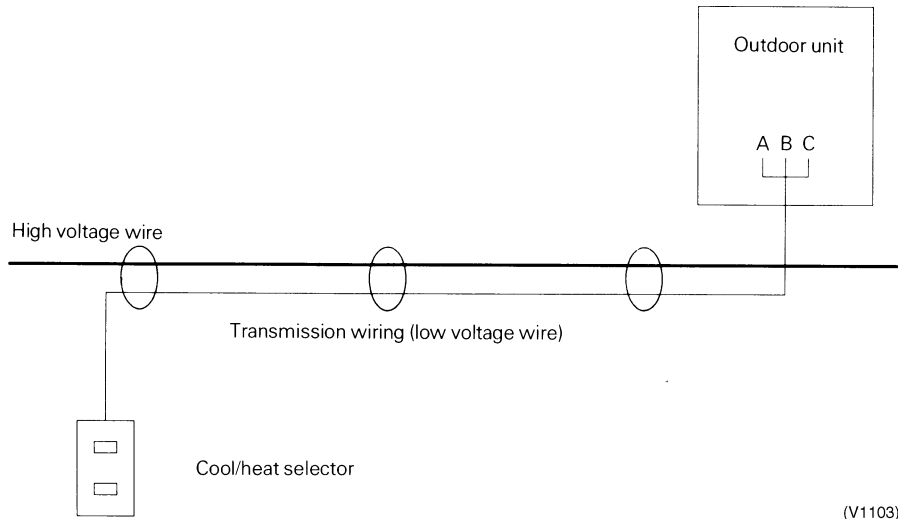 Outdoor unit
A B C
High voltage wire
Transmission wiring (low voltage wire)
Cool/heat selector
(V1103)